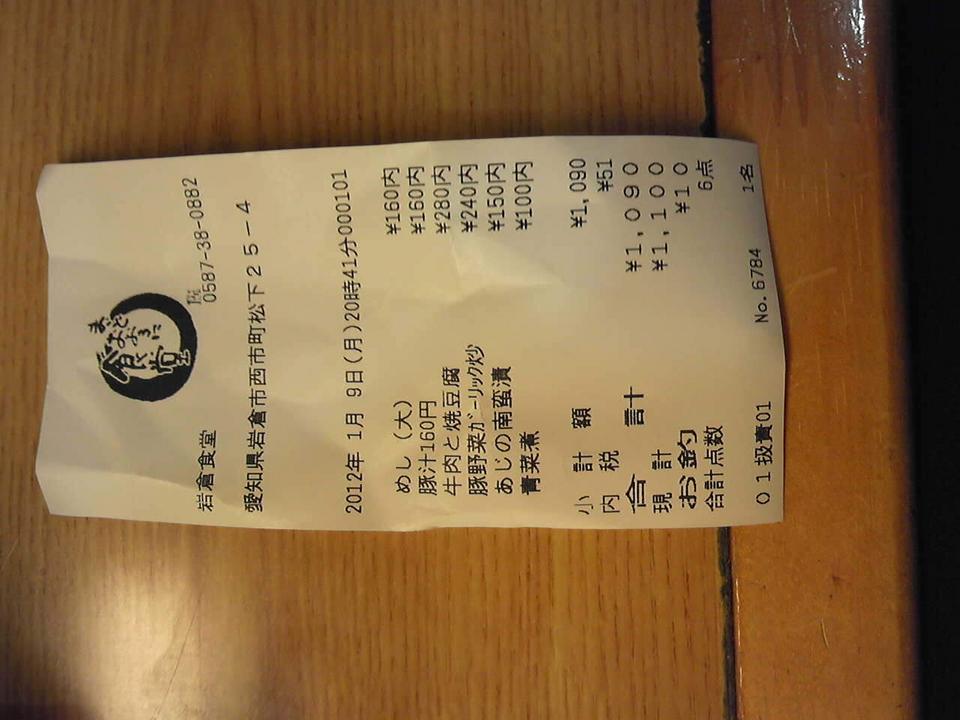 まいど
おおきに
食堂
岩倉食堂
℡
0587-38-0882
愛知県岩倉市西市町松下２５－４
2012年 1月 9日(月)20時41分000101
めし（大） ¥160内
豚汁160円 ¥160内
牛肉と焼豆腐 ¥280内
豚野菜ガーリック炒 ¥240内
あじの南蛮漬 ¥150内
青菜煮 ¥100内
小計額 ¥1,090
内税 ¥51
合計 ¥１,０９０
現計 ¥１,１００
お釣 ¥１０
合計点数 6点
０１扱責01 No.6784 1名